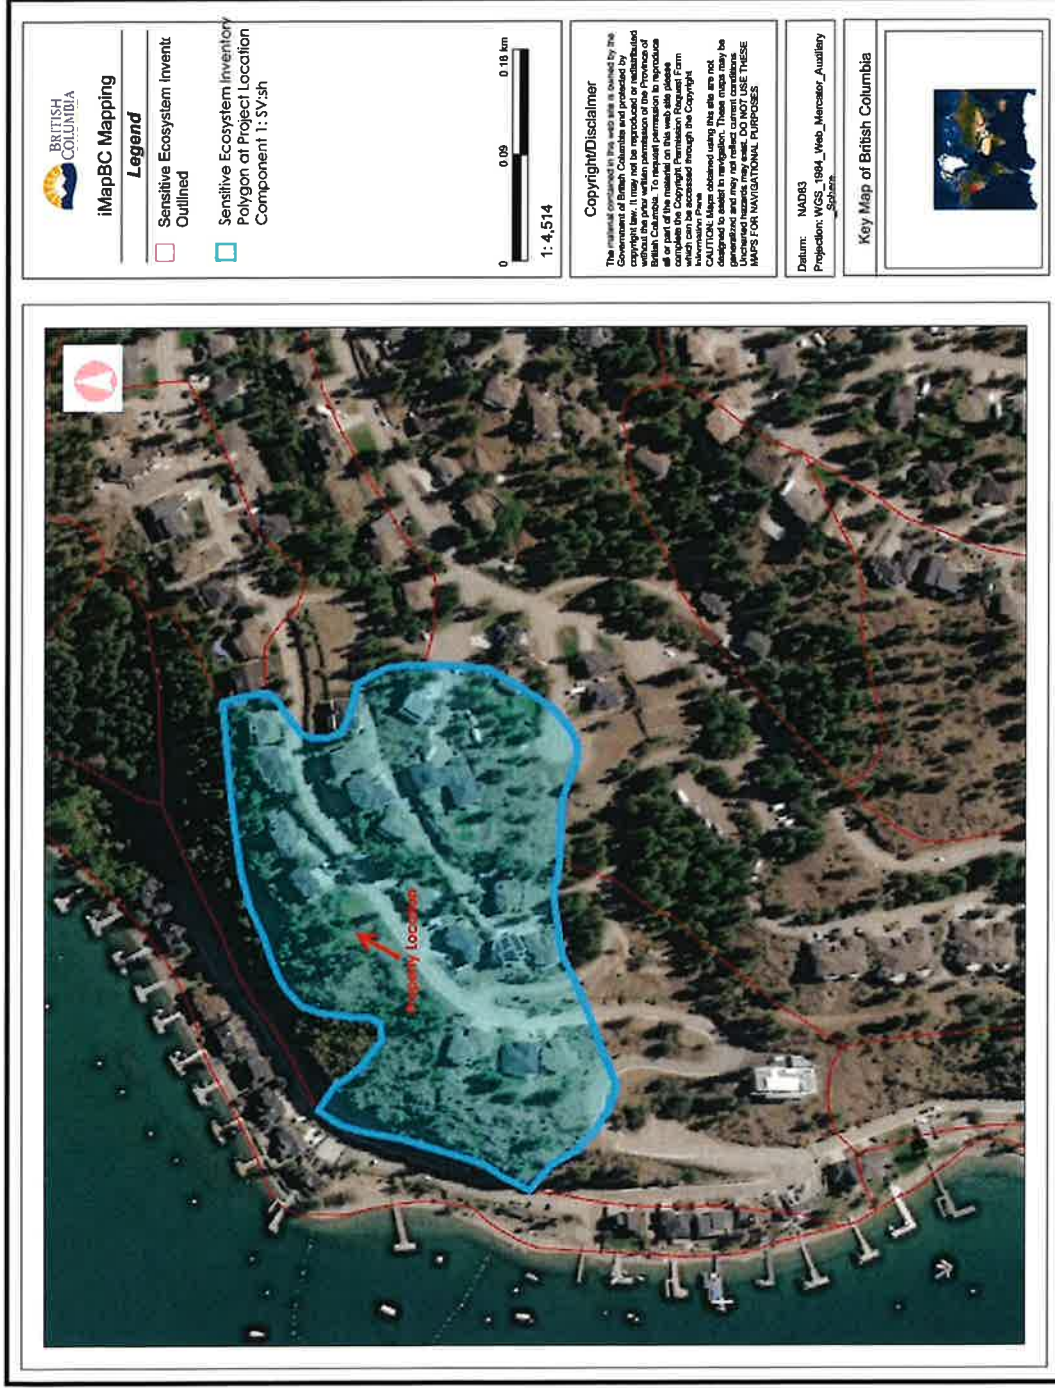 BRITISH
COLUMBIA
iMapBC Mapping
Legend
Sensitive Ecosystem Invent
Outlined
Sensitive Ecosystem Inventory
Polygon at Project Location
Component 1: SV:sh
0 0.09 0.18 km
1: 4,514
Copyright/Disclaimer
The material contained in this web site is owned by the
Government of British Columbia and protected by
copyright law. It may not be reproduced or redistributed
without the prior written permission of the Province of
British Columbia. To request permission to reproduce
all or part of the material on this web site please
complete the Copyright Permission Request Form
which can be accessed through the Copyright
Information Page
CAUTION: Maps obtained using this site are not
designed to assist in navigation. These maps may be
generalized and may not reflect current conditions.
Uncharted hazards may exist. DO NOT USE THESE
MAPS FOR NAVIGATIONAL PURPOSES
Datum: NAD83
Projection: WGS_1984_Web_Mercator_Auxiliary
_Sphere
Key Map of British Columbia
Property Location